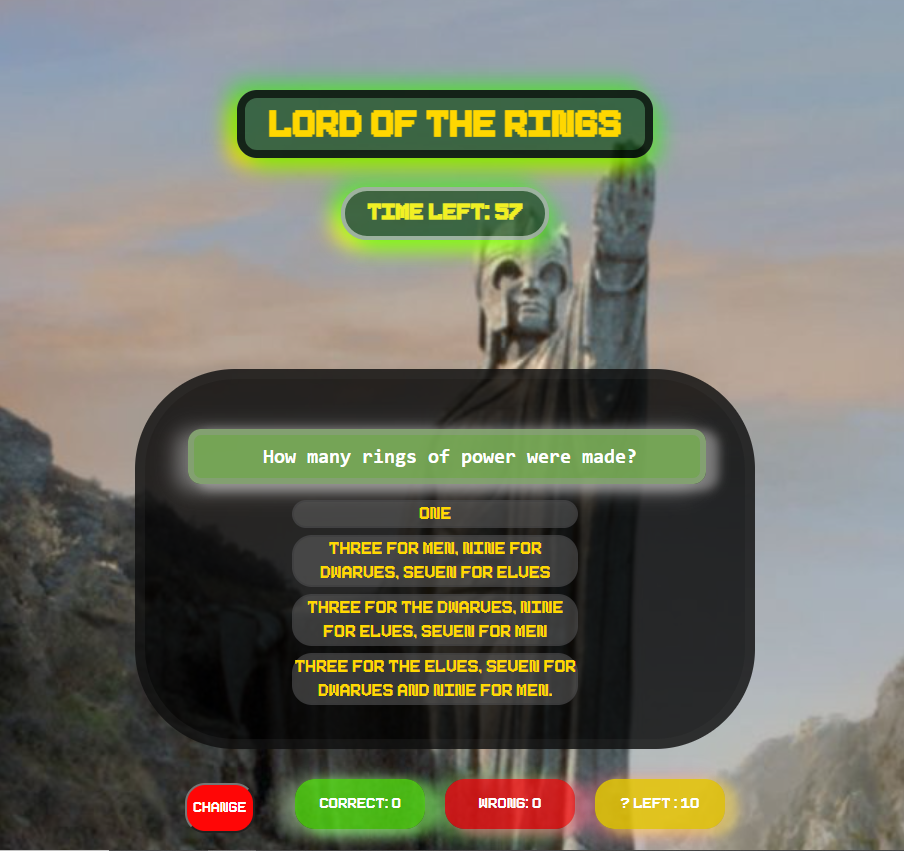 LORD OF THE RINGS
TIME LEFT: 57
How many rings of power were made?
ONE
THREE FOR MEN, NINE FOR
DWARVES, SEVEN FOR ELVES
THREE FOR THE DWARVES, NINE
FOR ELVES, SEVEN FOR MEN
THREE FOR THE ELVES, SEVEN FOR
DWARVES AND NINE FOR MEN.
CHANGE
CORRECT: 0
WRONG: 0
? LEFT : 10